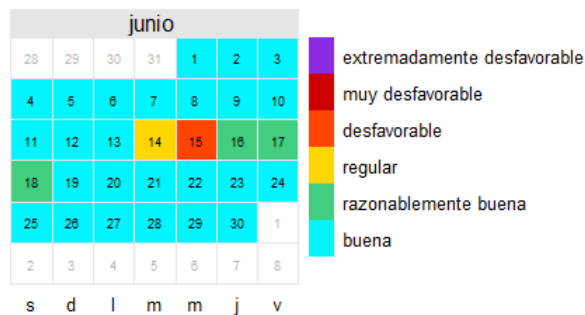 junio
28 29 30 31 1 2 3
4 5 6 7 8 9 10
11 12 13 14 15 16 17
18 19 20 21 22 23 24
25 26 27 28 29 30 1
2 3 4 5 6 7 8
s d l m m j v
extremadamente desfavorable
muy desfavorable
desfavorable
regular
razonablemente buena
buena